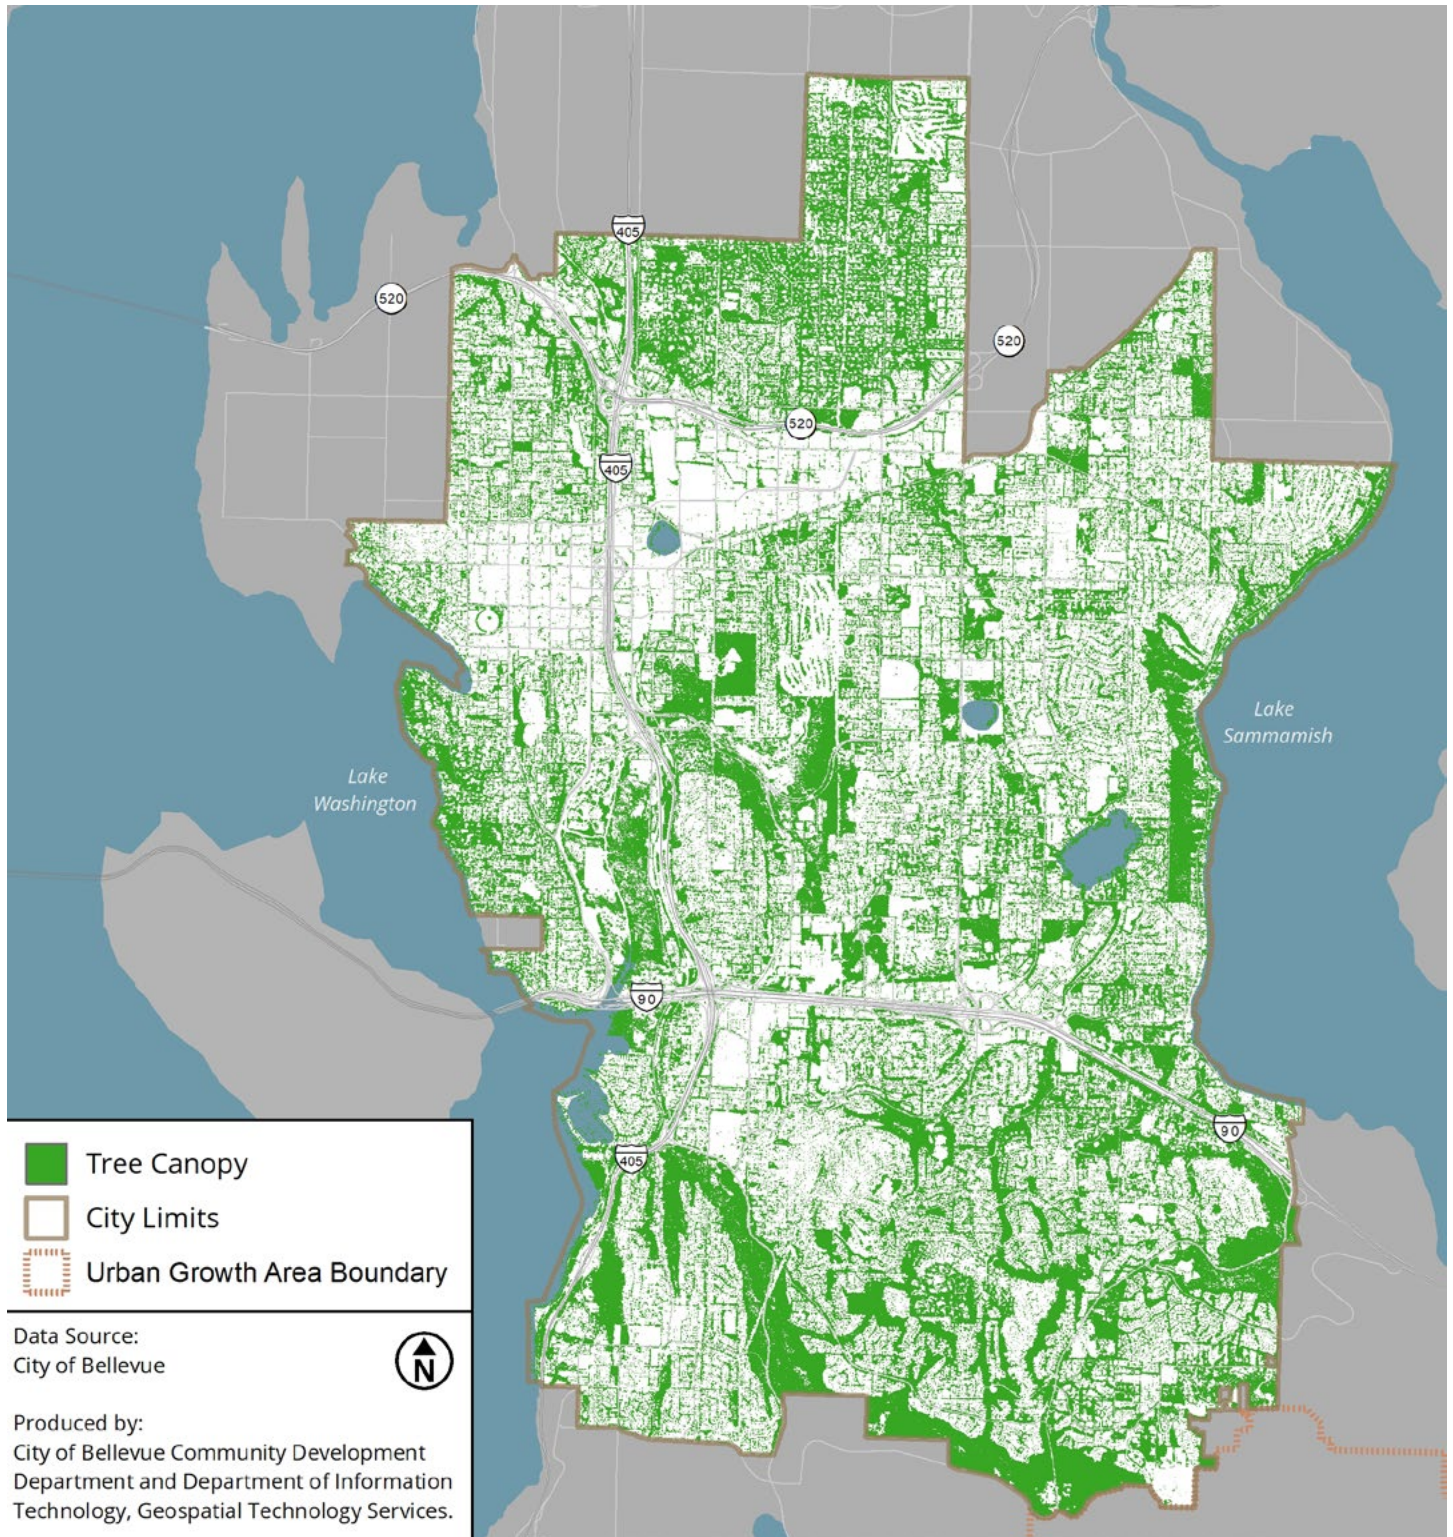 405
520
520
520
405
Lake
Sammamish
Lake
Washington
90
90
405
Tree Canopy
City Limits
Urban Growth Area Boundary
Data Source:
City of Bellevue
N
Produced by:
City of Bellevue Community Development
Department and Department of Information
Technology, Geospatial Technology Services.